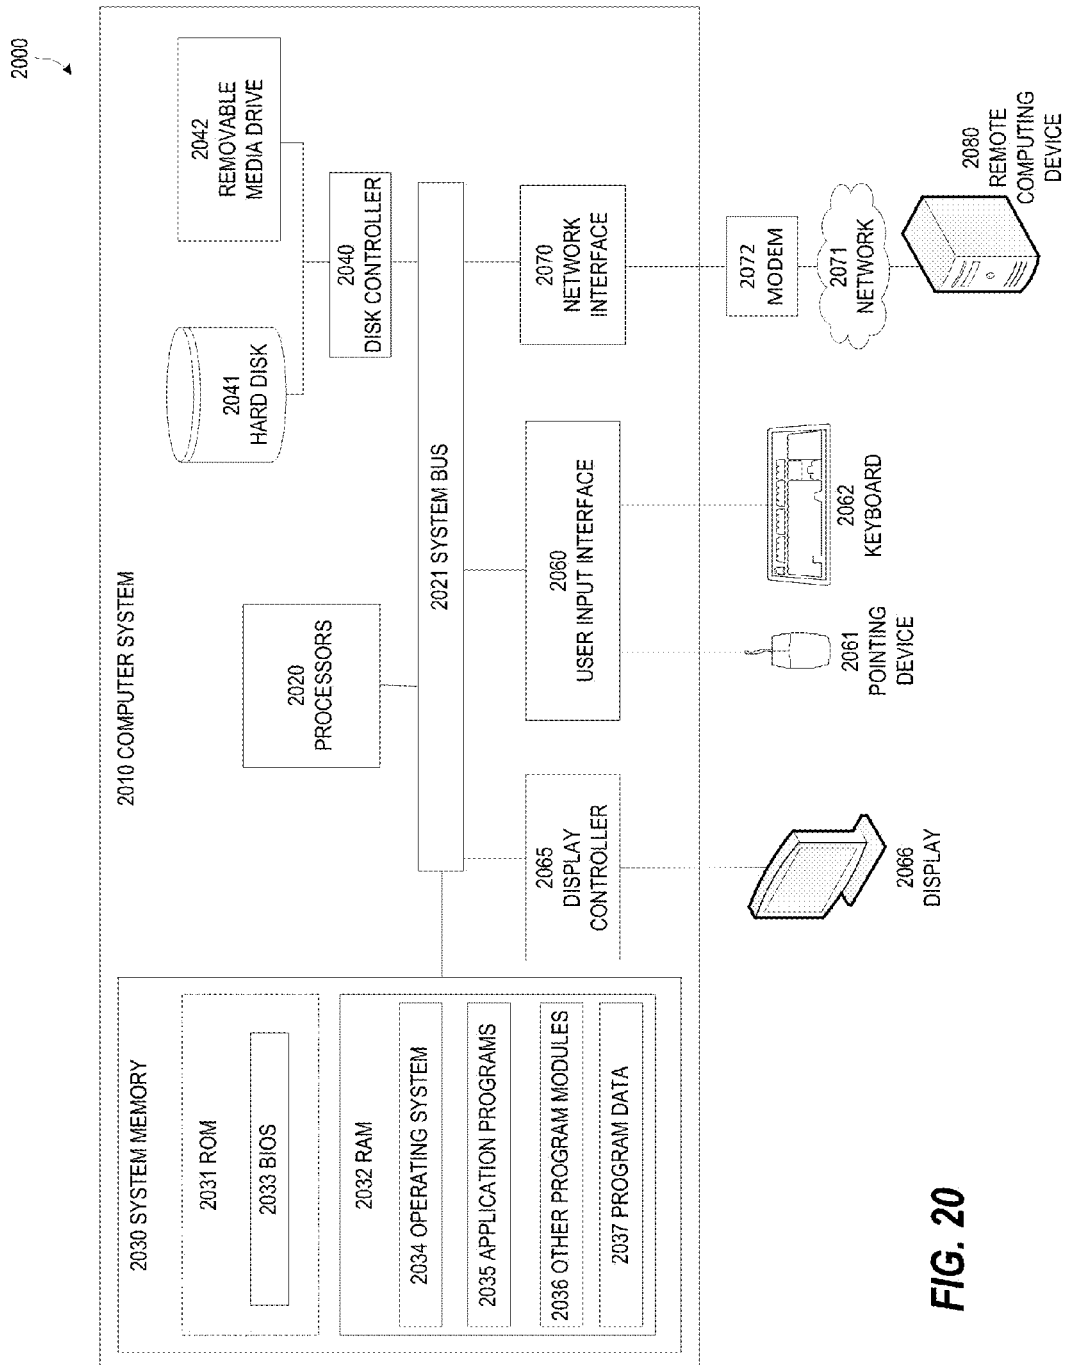 2000
2010 COMPUTER SYSTEM
2030 SYSTEM MEMORY
2031 ROM
2033 BIOS
2032 RAM
2034 OPERATING SYSTEM
2035 APPLICATION PROGRAMS
2036 OTHER PROGRAM MODULES
2037 PROGRAM DATA
2020
PROCESSORS
2041
HARD DISK
2042
REMOVABLE
MEDIA DRIVE
2040
DISK CONTROLLER
2021 SYSTEM BUS
2065
DISPLAY
CONTROLLER
2060
USER INPUT INTERFACE
2070
NETWORK
INTERFACE
2066
DISPLAY
2061
POINTING
DEVICE
2062
KEYBOARD
2072
MODEM
2071
NETWORK
2080
REMOTE
COMPUTING
DEVICE
FIG. 20